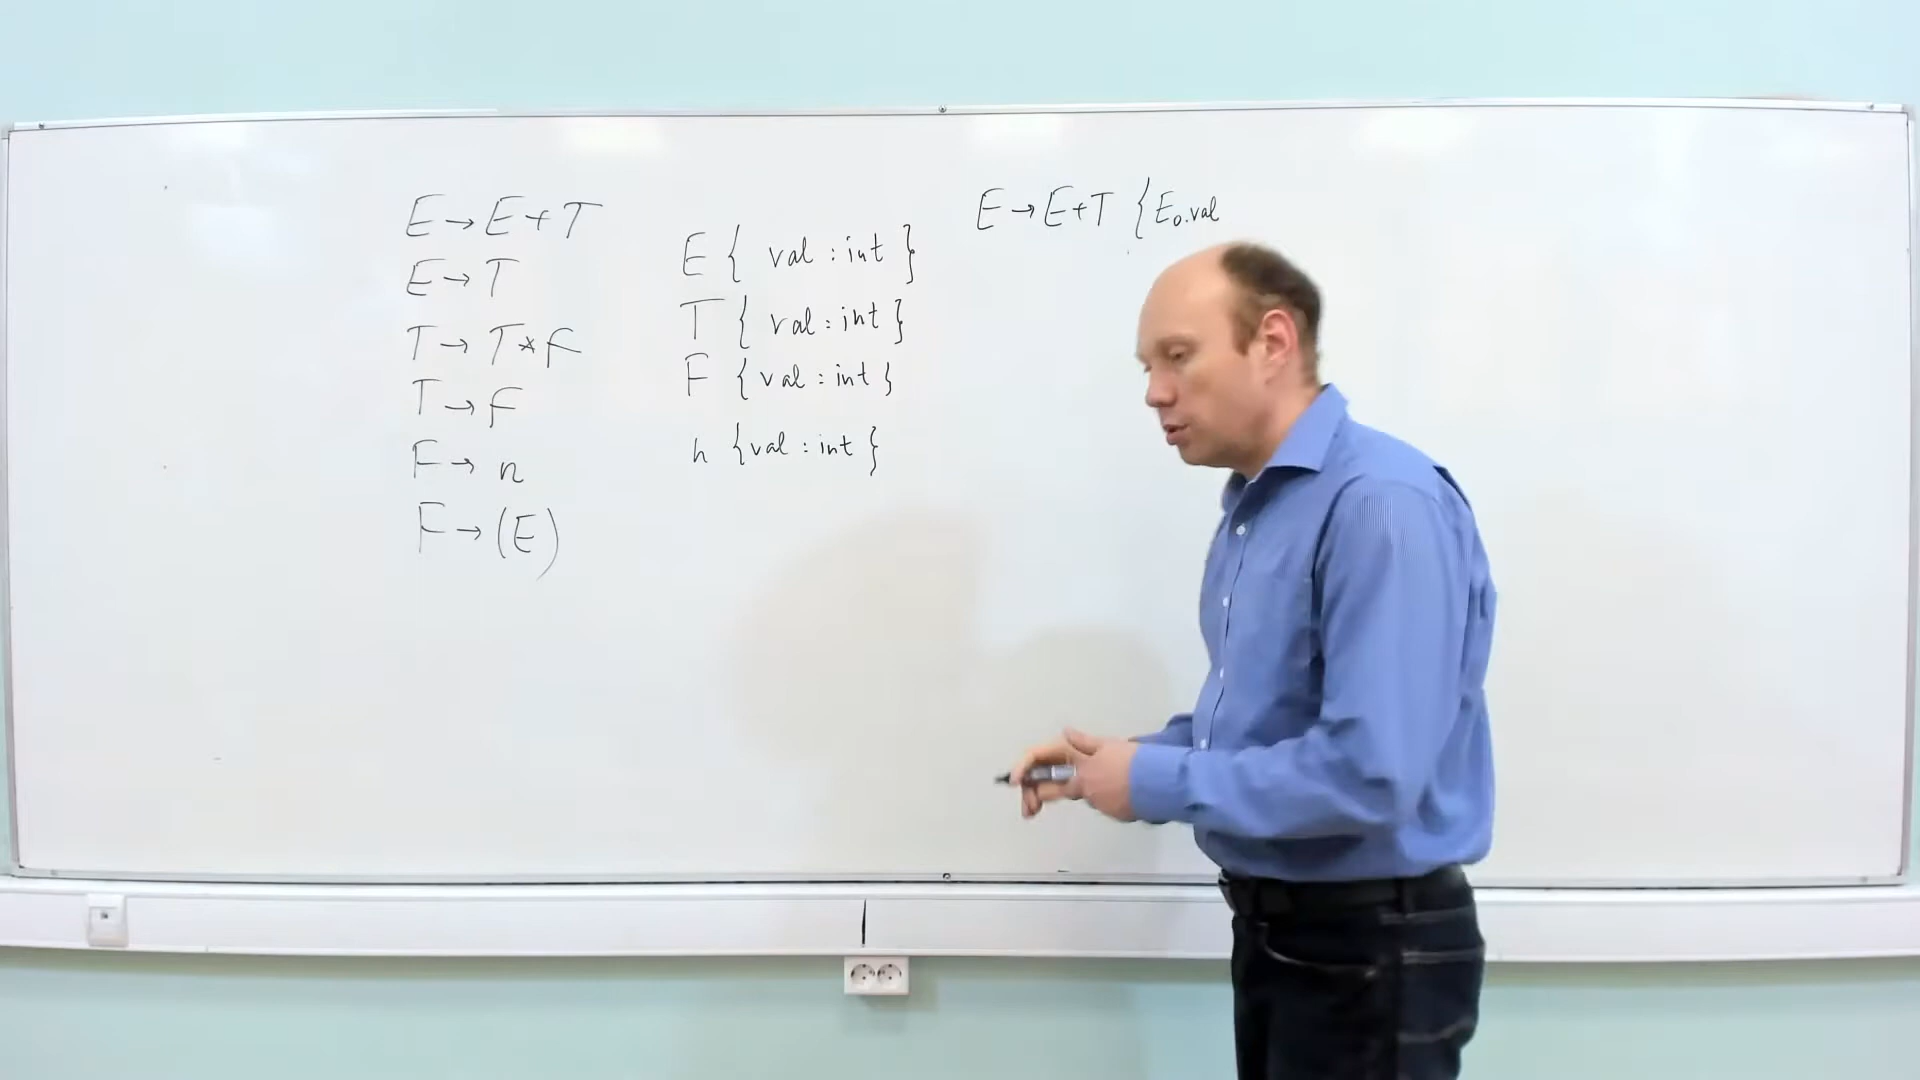 E → E + T
E → T
T → T * F
T → F
F → n
F → (E)
E { val : int }
T { val : int }
F { val : int }
n { val : int }
E → E+T { E₀.val